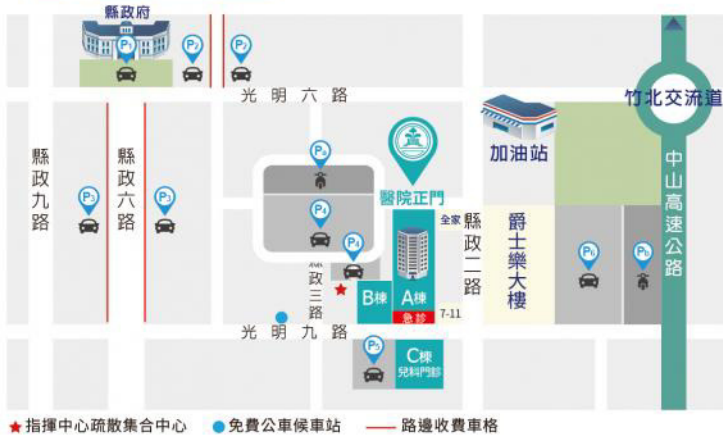 縣政府
P1
P2
P2
光明六路
竹北交流道
加油站
中山高速公路
縣政九路
縣政六路
P3
P3
P4
P4
P4
醫院正門
全家
縣政二路
爵士樂大樓
P6
P6
縣政三路
B棟
A棟
急診
7-11
光明九路
P5
C棟
兒科門診
指揮中心疏散集合中心
免費公車候車站
路邊收費車格